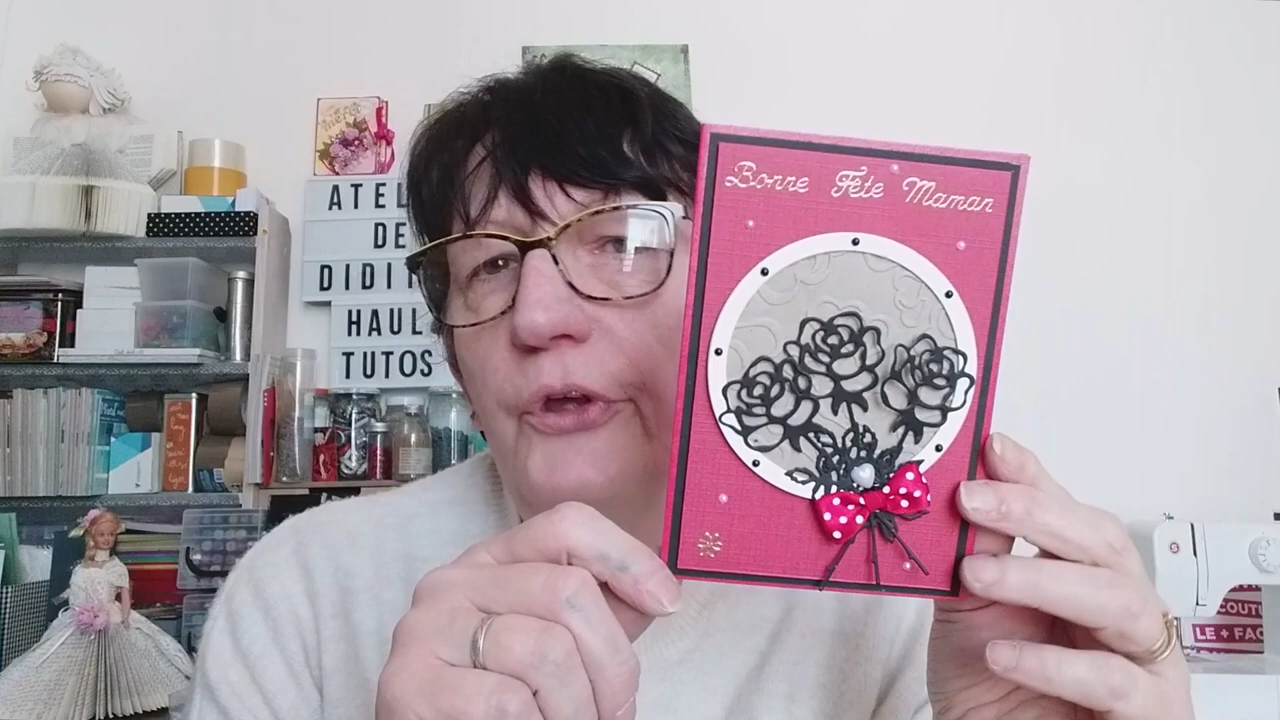 ATEL
DE
DIDI
HAUL
TUTOS
Bonne Fête Maman
COUTU
LE + FAC